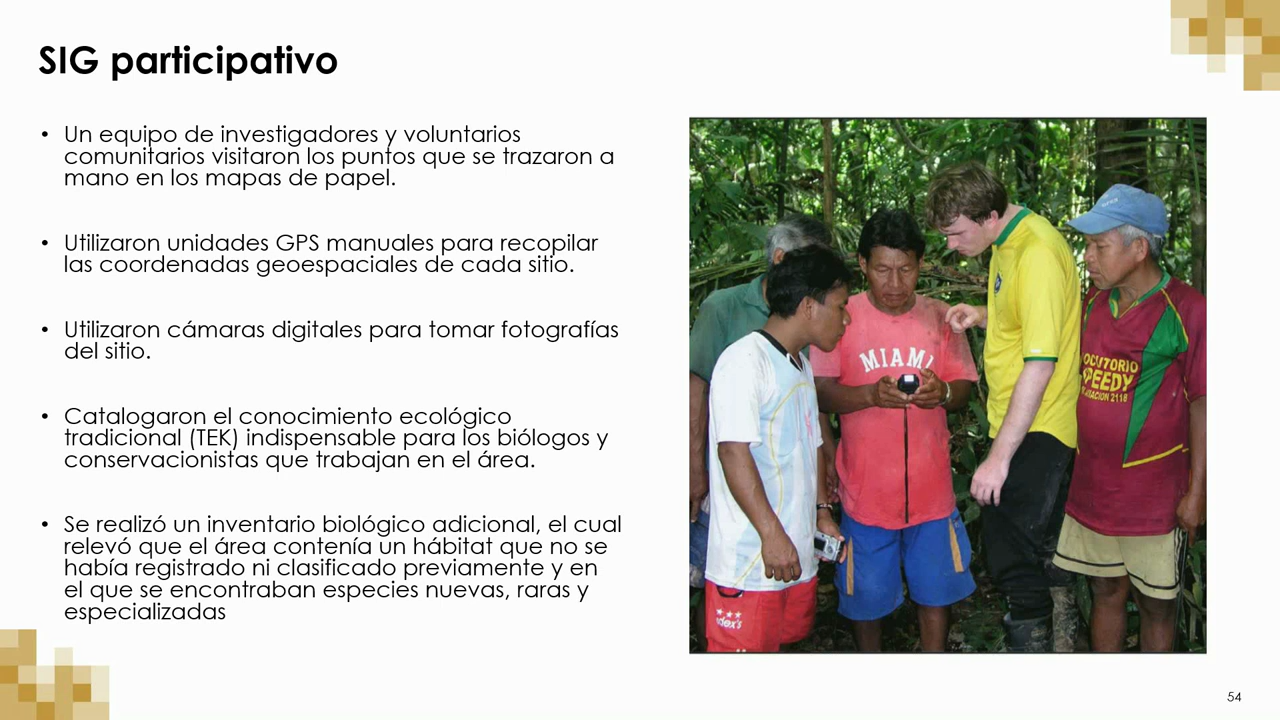 SIG participativo
• Un equipo de investigadores y voluntarios
comunitarios visitaron los puntos que se trazaron a
mano en los mapas de papel.
• Utilizaron unidades GPS manuales para recopilar
las coordenadas geoespaciales de cada sitio.
• Utilizaron cámaras digitales para tomar fotografías
del sitio.
• Catalogaron el conocimiento ecológico
tradicional (TEK) indispensable para los biólogos y
conservacionistas que trabajan en el área.
• Se realizó un inventario biológico adicional, el cual
relevó que el área contenía un hábitat que no se
había registrado ni clasificado previamente y en
el que se encontraban especies nuevas, raras y
especializadas
MIAMI
OCUTORIO
SPEEDY
54